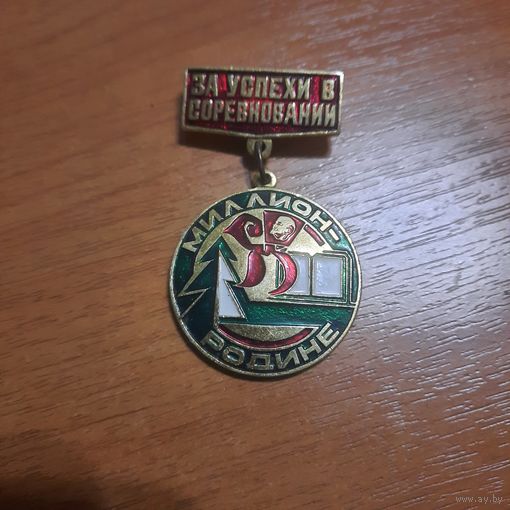 ЗА УСПЕХИ В
СОРЕВНОВАНИИ
МИЛЛИОН-
РОДИНЕ
www.ay.by